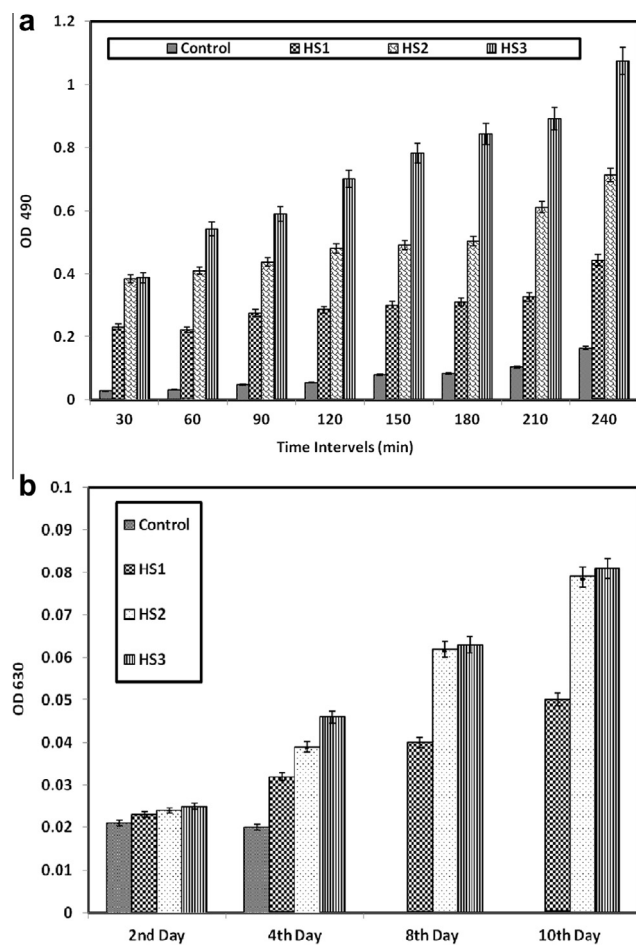 a
1.2
Control HS1 HS2 HS3
1
0.8
0.6
0.4
0.2
0
OD 490
30 60 90 120 150 180 210 240
Time Intervels (min)
b
0.1
0.09
0.08
0.07
0.06
0.05
0.04
0.03
0.02
0.01
0
OD 630
Control
HS1
HS2
HS3
2nd Day 4th Day 8th Day 10th Day